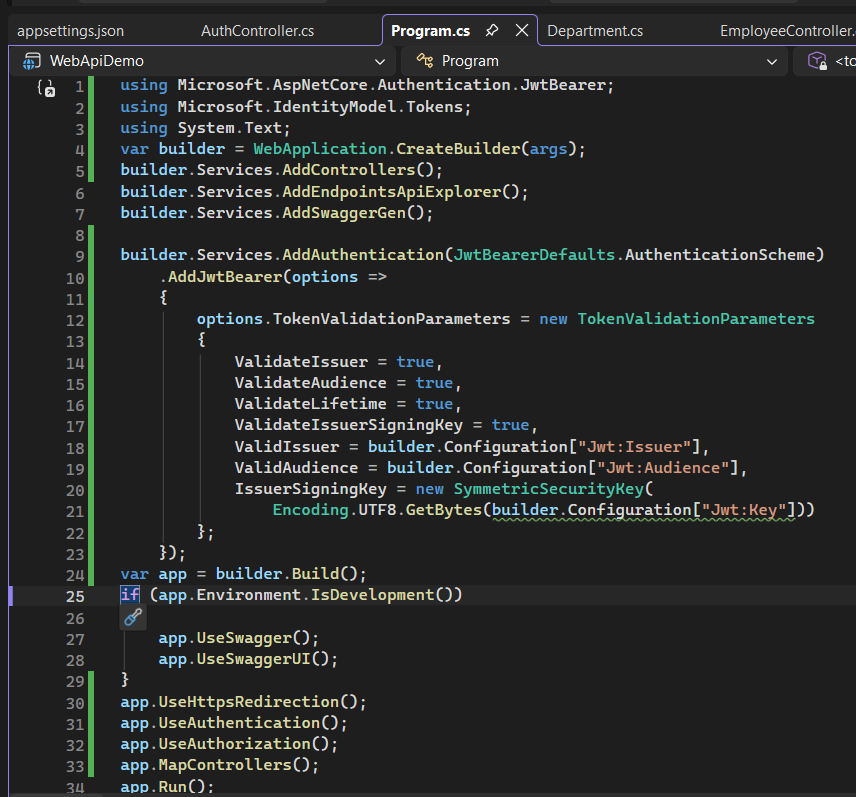 appsettings.json AuthController.cs Program.cs Department.cs EmployeeController.
WebApiDemo Program <to
1 using Microsoft.AspNetCore.Authentication.JwtBearer;
2 using Microsoft.IdentityModel.Tokens;
3 using System.Text;
4 var builder = WebApplication.CreateBuilder(args);
5 builder.Services.AddControllers();
6 builder.Services.AddEndpointsApiExplorer();
7 builder.Services.AddSwaggerGen();
8
9 builder.Services.AddAuthentication(JwtBearerDefaults.AuthenticationScheme)
10 .AddJwtBearer(options =>
11 {
12 options.TokenValidationParameters = new TokenValidationParameters
13 {
14 ValidateIssuer = true,
15 ValidateAudience = true,
16 ValidateLifetime = true,
17 ValidateIssuerSigningKey = true,
18 ValidIssuer = builder.Configuration["Jwt:Issuer"],
19 ValidAudience = builder.Configuration["Jwt:Audience"],
20 IssuerSigningKey = new SymmetricSecurityKey(
21 Encoding.UTF8.GetBytes(builder.Configuration["Jwt:Key"]))
22 };
23 });
24 var app = builder.Build();
25 if (app.Environment.IsDevelopment())
26
27 app.UseSwagger();
28 app.UseSwaggerUI();
29 }
30 app.UseHttpsRedirection();
31 app.UseAuthentication();
32 app.UseAuthorization();
33 app.MapControllers();
34 app.Run();